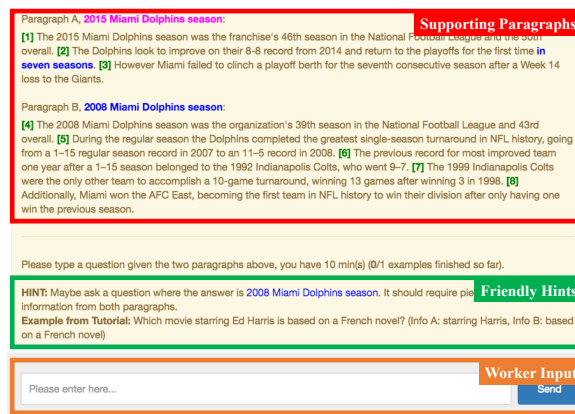 Paragraph A, 2015 Miami Dolphins season:
Supporting Paragraphs
[1] The 2015 Miami Dolphins season was the franchise's 46th season in the National Football League and the 50th
overall. [2] The Dolphins look to improve on their 8-8 record from 2014 and return to the playoffs for the first time in
seven seasons. [3] However Miami failed to clinch a playoff berth for the seventh consecutive season after a Week 14
loss to the Giants.
Paragraph B, 2008 Miami Dolphins season:
[4] The 2008 Miami Dolphins season was the organization's 39th season in the National Football League and 43rd
overall. [5] During the regular season the Dolphins completed the greatest single-season turnaround in NFL history, going
from a 1–15 regular season record in 2007 to an 11–5 record in 2008. [6] The previous record for most improved team
one year after a 1–15 season belonged to the 1992 Indianapolis Colts, who went 9–7. [7] The 1999 Indianapolis Colts
were the only other team to accomplish a 10-game turnaround, winning 13 games after winning 3 in 1998. [8]
Additionally, Miami won the AFC East, becoming the first team in NFL history to win their division after only having one
win the previous season.
Please type a question given the two paragraphs above, you have 10 min(s) (0/1 examples finished so far).
HINT: Maybe ask a question where the answer is 2008 Miami Dolphins season. It should require pie
Friendly Hints
information from both paragraphs.
Example from Tutorial: Which movie starring Ed Harris is based on a French novel? (Info A: starring Harris, Info B: based
on a French novel)
Worker Input
Please enter here...
Send